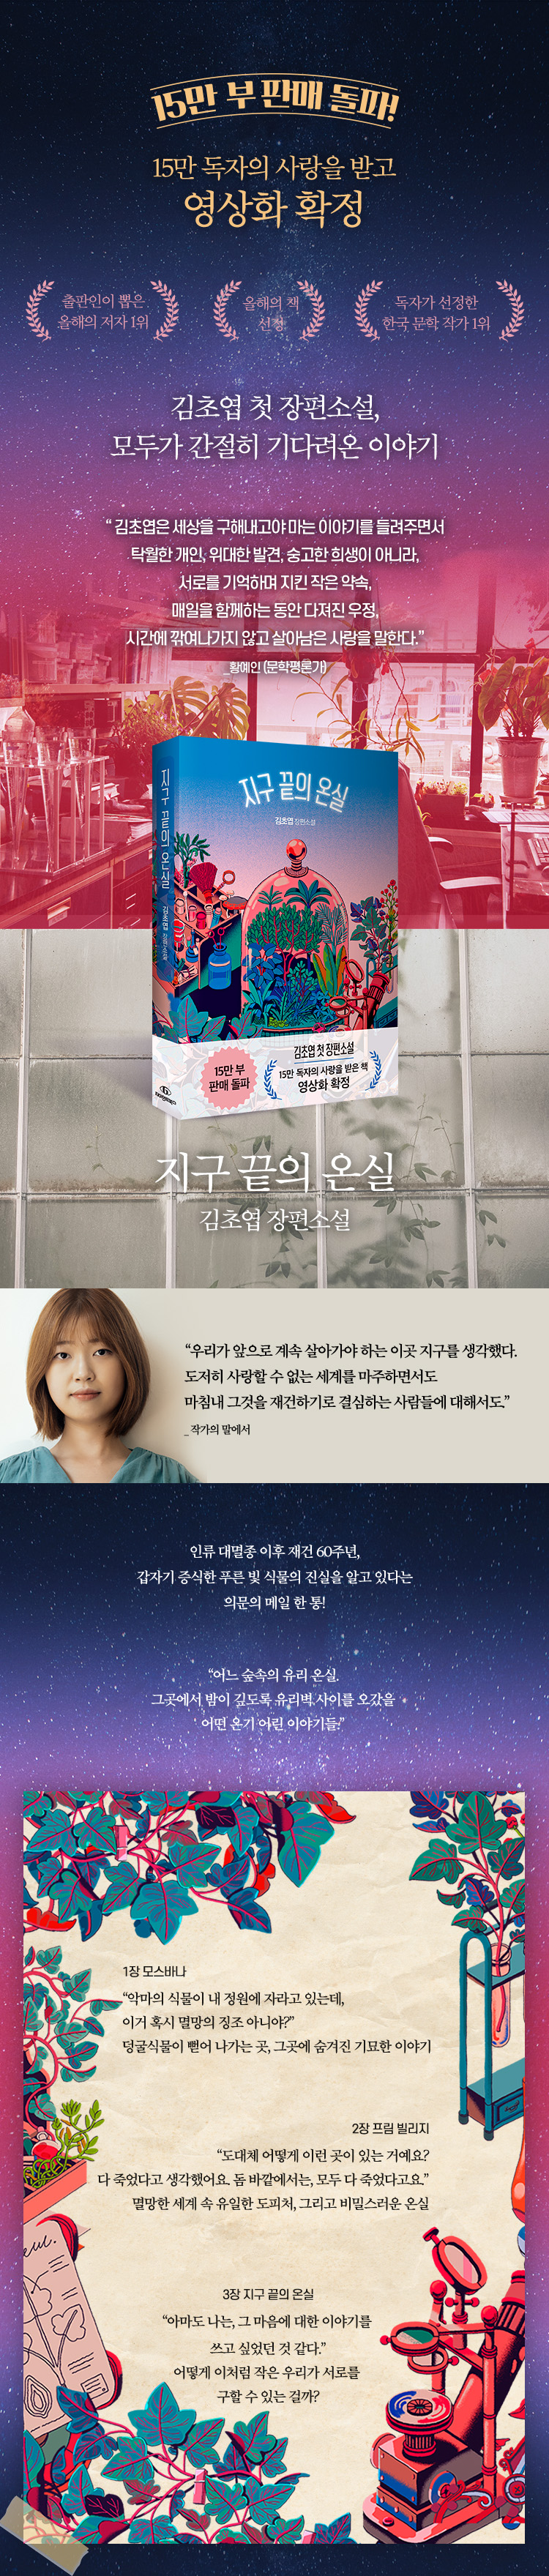 15만 부 판매 돌파!
15만 독자의 사랑을 받고
영상화 확정
출판인이 뽑은
올해의 저자 1위
올해의 책
선정
독자가 선정한
한국 문학 작가 1위
김초엽 첫 장편소설,
모두가 간절히 기다려온 이야기
“ 김초엽은 세상을 구해내고야 마는 이야기를 들려주면서
탁월한 개인, 위대한 발견, 숭고한 희생이 아니라,
서로를 기억하며 지킨 작은 약속,
매일을 함께하는 동안 다져진 우정,
시간에 깎여나가지 않고 살아남은 사랑을 말한다.”
_황예인 (문학평론가)
지구 끝의 온실
김초엽 장편소설
지구 끝의 온실
김초엽 장편소설
15만 부
판매 돌파
김초엽 첫 장편소설
15만 독자의 사랑을 받은 책
영상화 확정
지구 끝의 온실
김초엽 장편소설
“우리가 앞으로 계속 살아가야 하는 이곳 지구를 생각했다.
도저히 사랑할 수 없는 세계를 마주하면서도
마침내 그것을 재건하기로 결심하는 사람들에 대해서도.”
_ 작가의 말에서
인류 대멸종 이후 재건 60주년,
갑자기 증식한 푸른 빛 식물의 진실을 알고 있다는
의문의 메일 한 통!
“어느 숲속의 유리 온실.
그곳에서 밤이 깊도록 유리벽 사이를 오갔을
어떤 온기 어린 이야기들.”
1장 모스바나
“악마의 식물이 내 정원에 자라고 있는데,
이거 혹시 멸망의 징조 아니야?”
덩굴식물이 뻗어 나가는 곳, 그곳에 숨겨진 기묘한 이야기
2장 프림 빌리지
“도대체 어떻게 이런 곳이 있는 거예요?
다 죽었다고 생각했어요. 돔 바깥에서는, 모두 다 죽었다고요.”
멸망한 세계 속 유일한 도피처, 그리고 비밀스러운 온실
3장 지구 끝의 온실
“아마도 나는, 그 마음에 대한 이야기를
쓰고 싶었던 것 같다.”
어떻게 이처럼 작은 우리가 서로를
구할 수 있는 걸까?